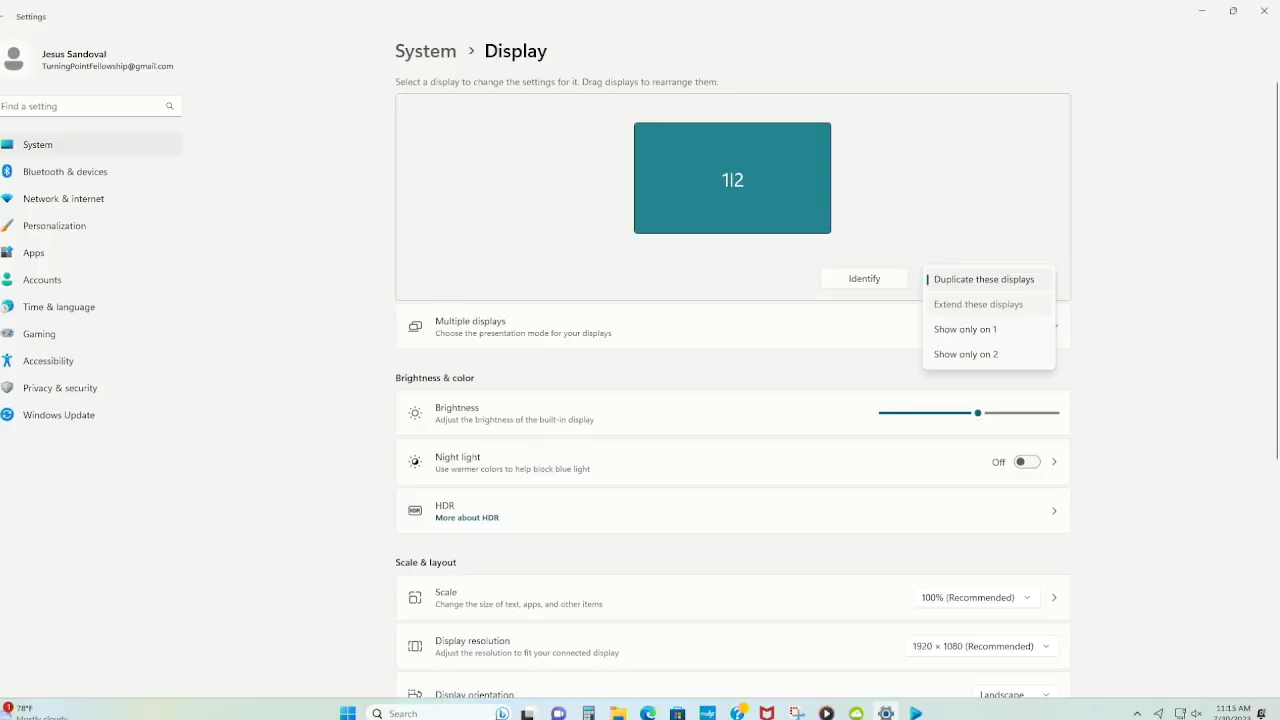 Settings
Jesus Sandoval
TurningPointFellowship@gmail.com
Find a setting
System
Bluetooth & devices
Network & internet
Personalization
Apps
Accounts
Time & language
Gaming
Accessibility
Privacy & security
Windows Update
System > Display
Select a display to change the settings for it. Drag displays to rearrange them.
1|2
Identify
Duplicate these displays
Extend these displays
Show only on 1
Show only on 2
Multiple displays
Choose the presentation mode for your displays
Brightness & color
Brightness
Adjust the brightness of the built-in display
Night light
Use warmer colors to help block blue light
Off
HDR
HDR
More about HDR
Scale & layout
Scale
Change the size of text, apps, and other items
100% (Recommended)
Display resolution
Adjust the resolution to fit your connected display
1920 × 1080 (Recommended)
Display orientation
Landscape
1
78°F
Mostly cloudy
Search
11:15 AM